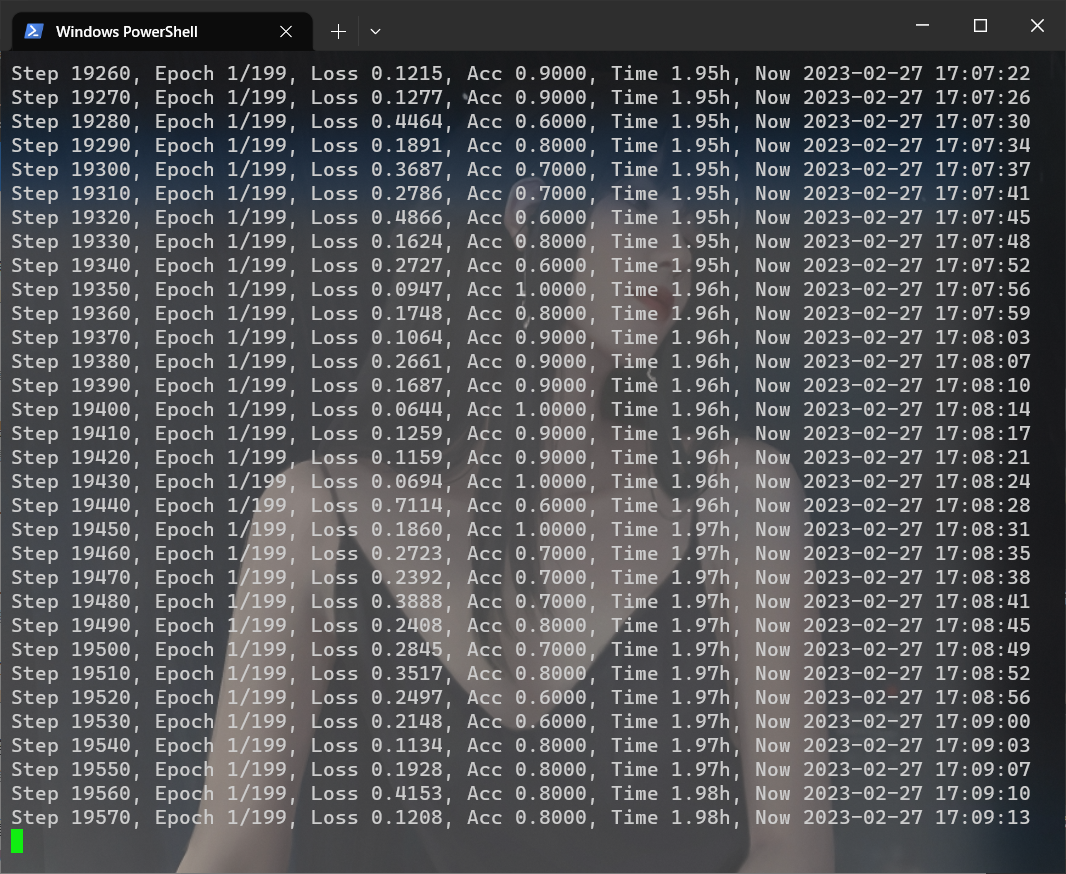 Windows PowerShell
Step 19260, Epoch 1/199, Loss 0.1215, Acc 0.9000, Time 1.95h, Now 2023-02-27 17:07:22
Step 19270, Epoch 1/199, Loss 0.1277, Acc 0.9000, Time 1.95h, Now 2023-02-27 17:07:26
Step 19280, Epoch 1/199, Loss 0.4464, Acc 0.6000, Time 1.95h, Now 2023-02-27 17:07:30
Step 19290, Epoch 1/199, Loss 0.1891, Acc 0.8000, Time 1.95h, Now 2023-02-27 17:07:34
Step 19300, Epoch 1/199, Loss 0.3687, Acc 0.7000, Time 1.95h, Now 2023-02-27 17:07:37
Step 19310, Epoch 1/199, Loss 0.2786, Acc 0.7000, Time 1.95h, Now 2023-02-27 17:07:41
Step 19320, Epoch 1/199, Loss 0.4866, Acc 0.6000, Time 1.95h, Now 2023-02-27 17:07:45
Step 19330, Epoch 1/199, Loss 0.1624, Acc 0.8000, Time 1.95h, Now 2023-02-27 17:07:48
Step 19340, Epoch 1/199, Loss 0.2727, Acc 0.6000, Time 1.95h, Now 2023-02-27 17:07:52
Step 19350, Epoch 1/199, Loss 0.0947, Acc 1.0000, Time 1.96h, Now 2023-02-27 17:07:56
Step 19360, Epoch 1/199, Loss 0.1748, Acc 0.8000, Time 1.96h, Now 2023-02-27 17:07:59
Step 19370, Epoch 1/199, Loss 0.1064, Acc 0.9000, Time 1.96h, Now 2023-02-27 17:08:03
Step 19380, Epoch 1/199, Loss 0.2661, Acc 0.9000, Time 1.96h, Now 2023-02-27 17:08:07
Step 19390, Epoch 1/199, Loss 0.1687, Acc 0.9000, Time 1.96h, Now 2023-02-27 17:08:10
Step 19400, Epoch 1/199, Loss 0.0644, Acc 1.0000, Time 1.96h, Now 2023-02-27 17:08:14
Step 19410, Epoch 1/199, Loss 0.1259, Acc 0.9000, Time 1.96h, Now 2023-02-27 17:08:17
Step 19420, Epoch 1/199, Loss 0.1159, Acc 0.9000, Time 1.96h, Now 2023-02-27 17:08:21
Step 19430, Epoch 1/199, Loss 0.0694, Acc 1.0000, Time 1.96h, Now 2023-02-27 17:08:24
Step 19440, Epoch 1/199, Loss 0.7114, Acc 0.6000, Time 1.96h, Now 2023-02-27 17:08:28
Step 19450, Epoch 1/199, Loss 0.1860, Acc 1.0000, Time 1.97h, Now 2023-02-27 17:08:31
Step 19460, Epoch 1/199, Loss 0.2723, Acc 0.7000, Time 1.97h, Now 2023-02-27 17:08:35
Step 19470, Epoch 1/199, Loss 0.2392, Acc 0.7000, Time 1.97h, Now 2023-02-27 17:08:38
Step 19480, Epoch 1/199, Loss 0.3888, Acc 0.7000, Time 1.97h, Now 2023-02-27 17:08:41
Step 19490, Epoch 1/199, Loss 0.2408, Acc 0.8000, Time 1.97h, Now 2023-02-27 17:08:45
Step 19500, Epoch 1/199, Loss 0.2845, Acc 0.7000, Time 1.97h, Now 2023-02-27 17:08:49
Step 19510, Epoch 1/199, Loss 0.3517, Acc 0.8000, Time 1.97h, Now 2023-02-27 17:08:52
Step 19520, Epoch 1/199, Loss 0.2497, Acc 0.6000, Time 1.97h, Now 2023-02-27 17:08:56
Step 19530, Epoch 1/199, Loss 0.2148, Acc 0.6000, Time 1.97h, Now 2023-02-27 17:09:00
Step 19540, Epoch 1/199, Loss 0.1134, Acc 0.8000, Time 1.97h, Now 2023-02-27 17:09:03
Step 19550, Epoch 1/199, Loss 0.1928, Acc 0.8000, Time 1.97h, Now 2023-02-27 17:09:07
Step 19560, Epoch 1/199, Loss 0.4153, Acc 0.8000, Time 1.98h, Now 2023-02-27 17:09:10
Step 19570, Epoch 1/199, Loss 0.1208, Acc 0.8000, Time 1.98h, Now 2023-02-27 17:09:13